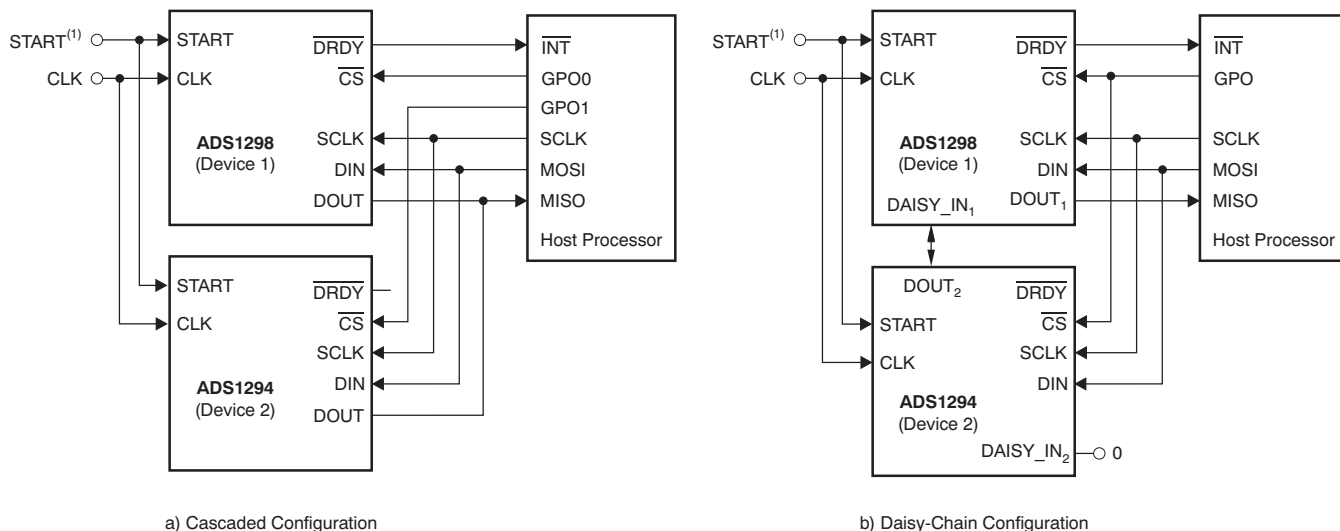 START(1)
CLK
START
CLK
ADS1298
(Device 1)
DRDY
CS
SCLK
DIN
DOUT
INT
GPO0
GPO1
SCLK
MOSI
MISO
Host Processor
START
CLK
ADS1294
(Device 2)
DRDY
CS
SCLK
DIN
DOUT
a) Cascaded Configuration
START(1)
CLK
START
CLK
ADS1298
(Device 1)
DAISY_IN1
DRDY
CS
SCLK
DIN
DOUT1
INT
GPO
SCLK
MOSI
MISO
Host Processor
DOUT2
START
CLK
ADS1294
(Device 2)
DRDY
CS
SCLK
DIN
DAISY_IN2
0
b) Daisy-Chain Configuration